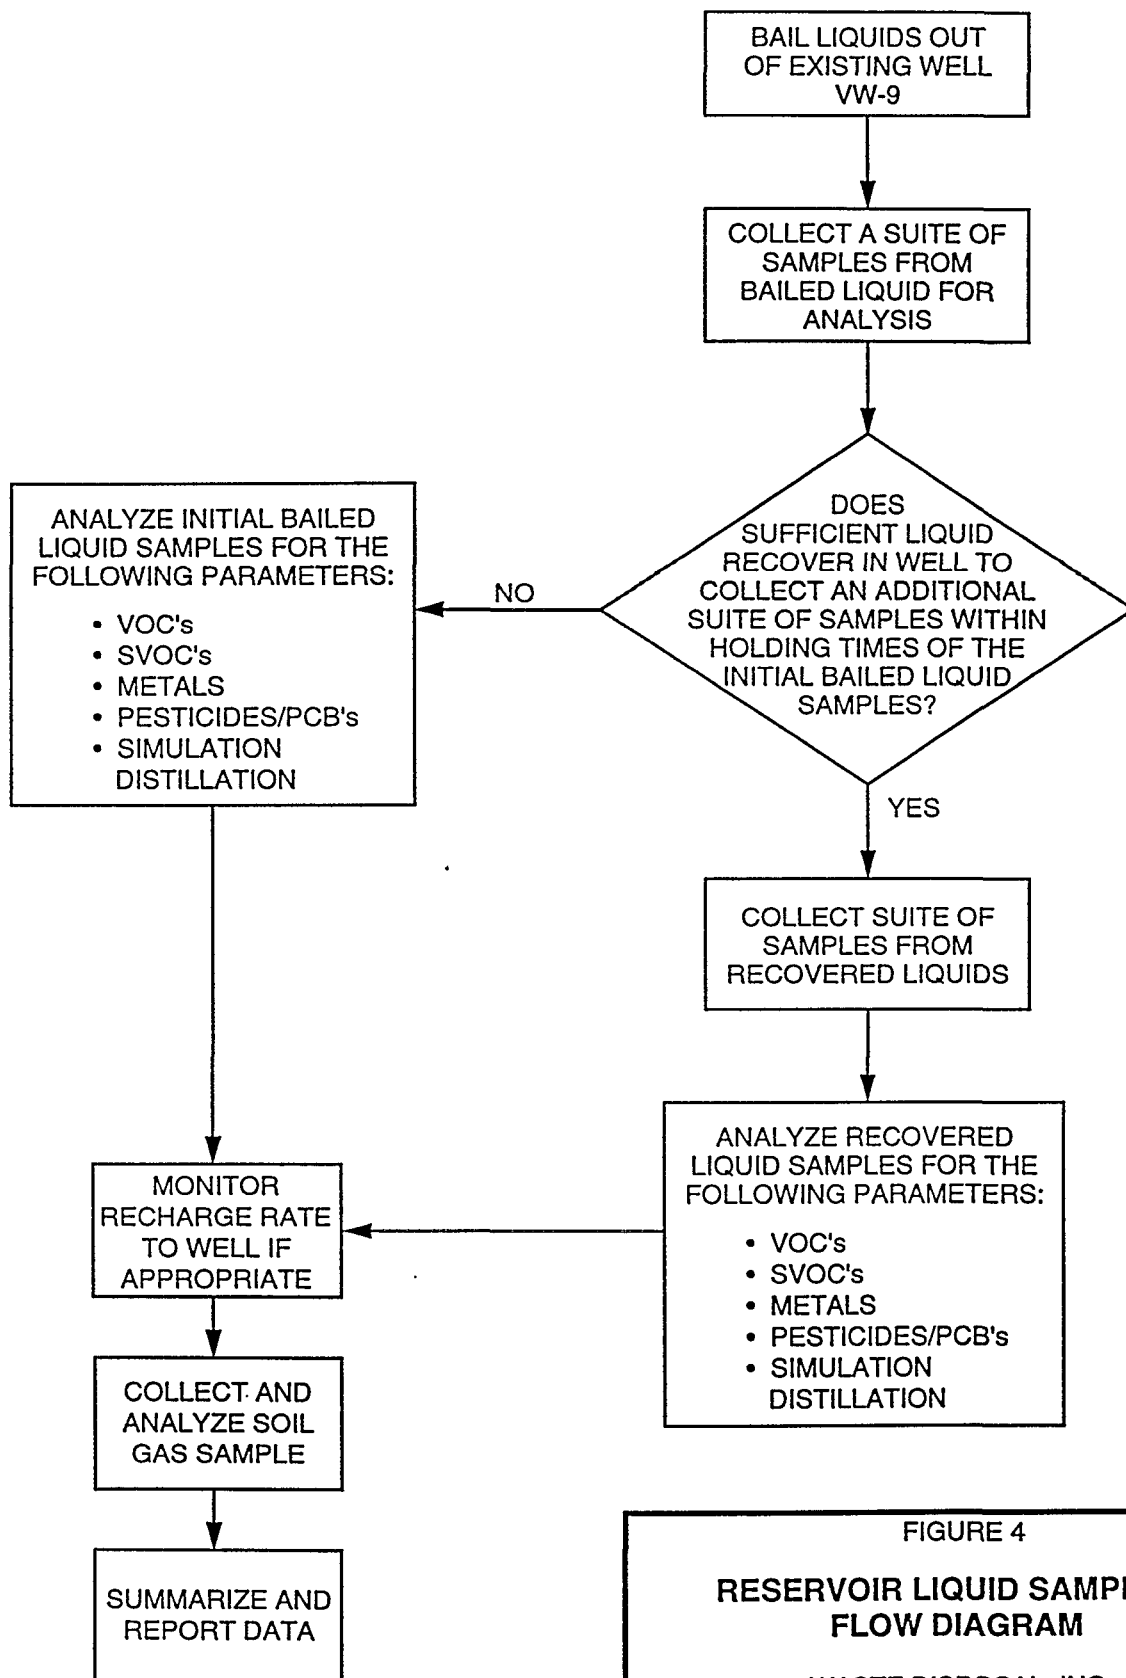 BAIL LIQUIDS OUT
OF EXISTING WELL
VW-9
COLLECT A SUITE OF
SAMPLES FROM
BAILED LIQUID FOR
ANALYSIS
DOES
SUFFICIENT LIQUID
RECOVER IN WELL TO
COLLECT AN ADDITIONAL
SUITE OF SAMPLES WITHIN
HOLDING TIMES OF THE
INITIAL BAILED LIQUID
SAMPLES?
NO
ANALYZE INITIAL BAILED
LIQUID SAMPLES FOR THE
FOLLOWING PARAMETERS:
• VOC's
• SVOC's
• METALS
• PESTICIDES/PCB's
• SIMULATION
DISTILLATION
YES
COLLECT SUITE OF
SAMPLES FROM
RECOVERED LIQUIDS
ANALYZE RECOVERED
LIQUID SAMPLES FOR THE
FOLLOWING PARAMETERS:
• VOC's
• SVOC's
• METALS
• PESTICIDES/PCB's
• SIMULATION
DISTILLATION
MONITOR
RECHARGE RATE
TO WELL IF
APPROPRIATE
COLLECT AND
ANALYZE SOIL
GAS SAMPLE
SUMMARIZE AND
REPORT DATA
FIGURE 4
RESERVOIR LIQUID
FLOW DIAGRAM